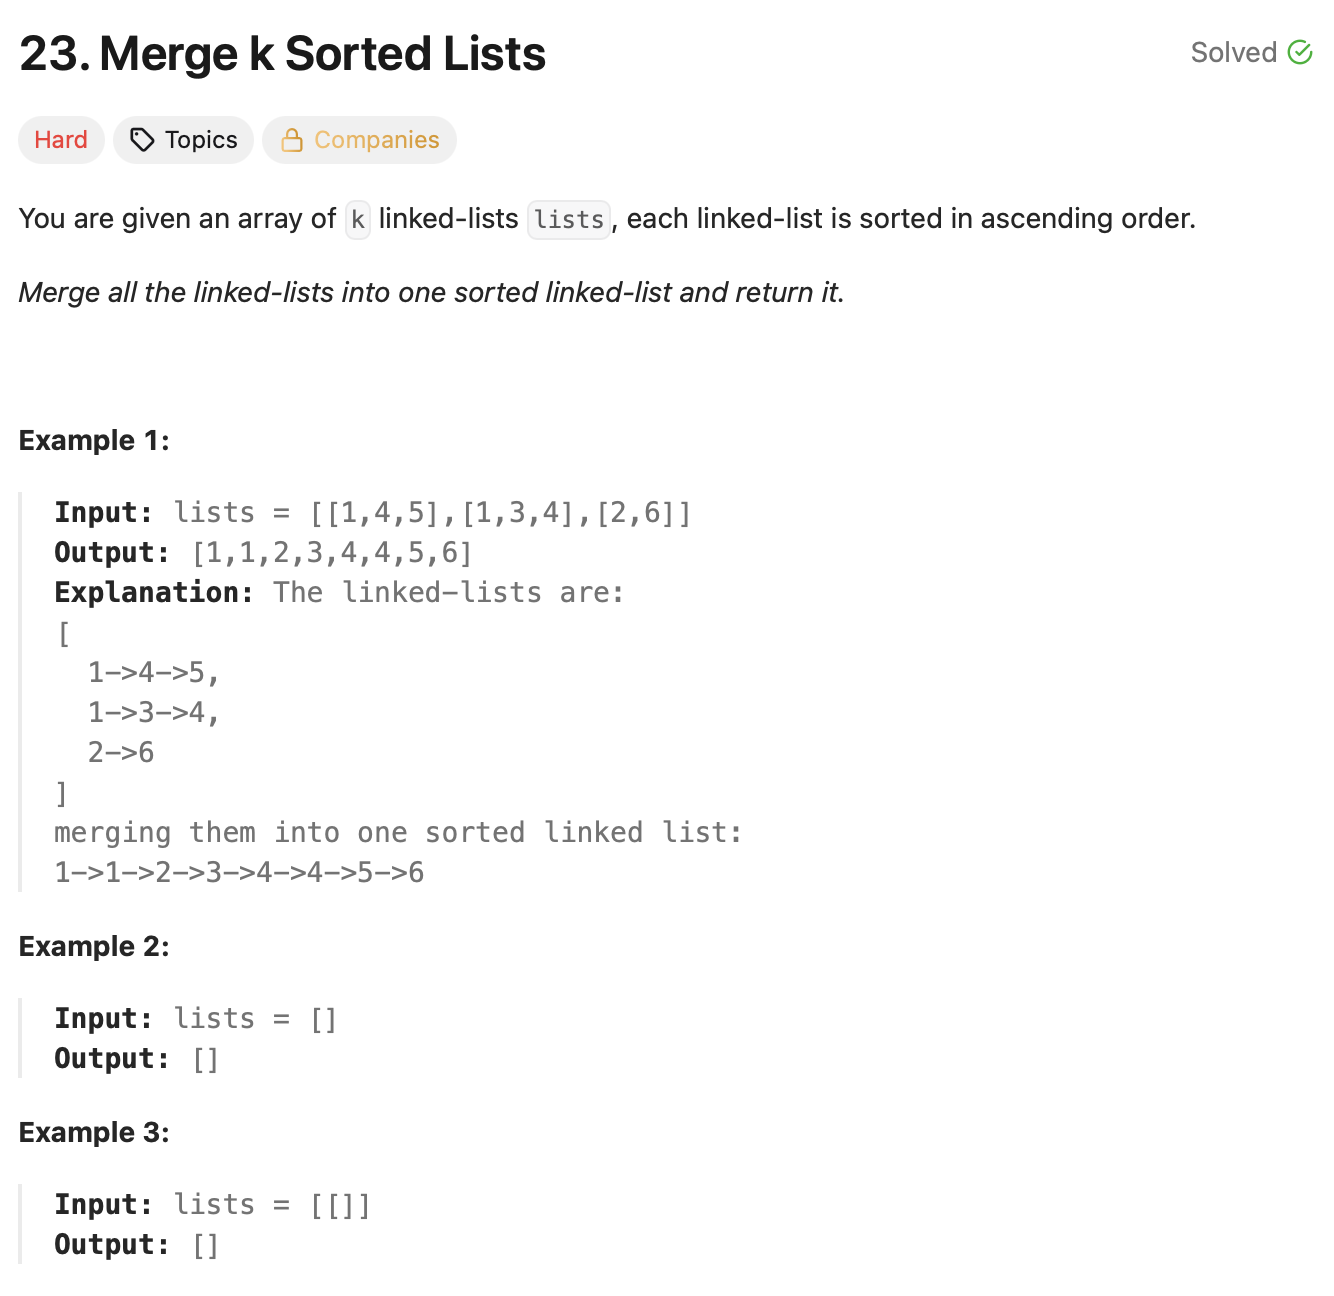 23. Merge k Sorted Lists
Solved
Hard
Topics
Companies
You are given an array of k linked-lists lists, each linked-list is sorted in ascending order.
Merge all the linked-lists into one sorted linked-list and return it.
Example 1:
Input: lists = [[1,4,5],[1,3,4],[2,6]]
Output: [1,1,2,3,4,4,5,6]
Explanation: The linked-lists are:
[
  1->4->5,
  1->3->4,
  2->6
]
merging them into one sorted linked list:
1->1->2->3->4->4->5->6
Example 2:
Input: lists = []
Output: []
Example 3:
Input: lists = [[]]
Output: []